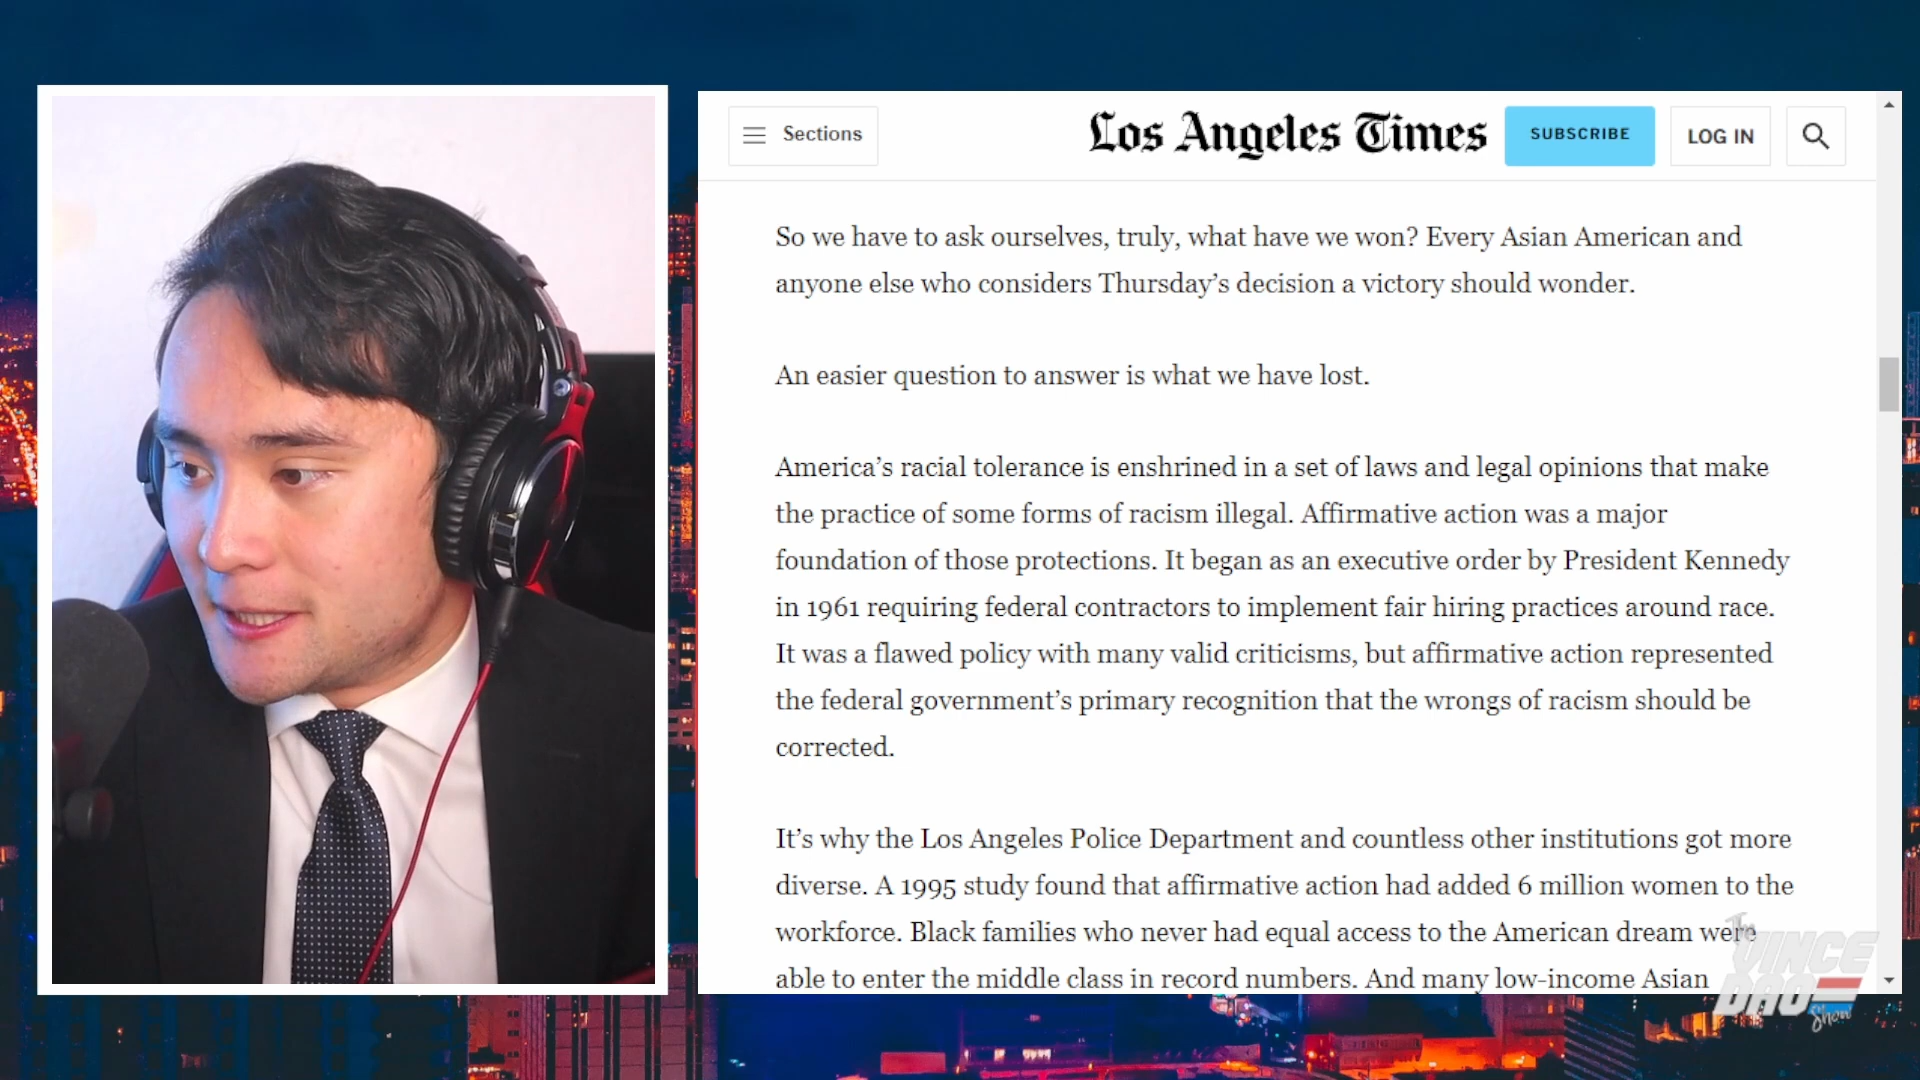 Sections
Los Angeles Times
SUBSCRIBE
LOG IN
So we have to ask ourselves, truly, what have we won? Every Asian American and
anyone else who considers Thursday’s decision a victory should wonder.
An easier question to answer is what we have lost.
America’s racial tolerance is enshrined in a set of laws and legal opinions that make
the practice of some forms of racism illegal. Affirmative action was a major
foundation of those protections. It began as an executive order by President Kennedy
in 1961 requiring federal contractors to implement fair hiring practices around race.
It was a flawed policy with many valid criticisms, but affirmative action represented
the federal government’s primary recognition that the wrongs of racism should be
corrected.
It’s why the Los Angeles Police Department and countless other institutions got more
diverse. A 1995 study found that affirmative action had added 6 million women to the
workforce. Black families who never had equal access to the American dream were
able to enter the middle class in record numbers. And many low-income Asian
The
VINCE
DAO
Show